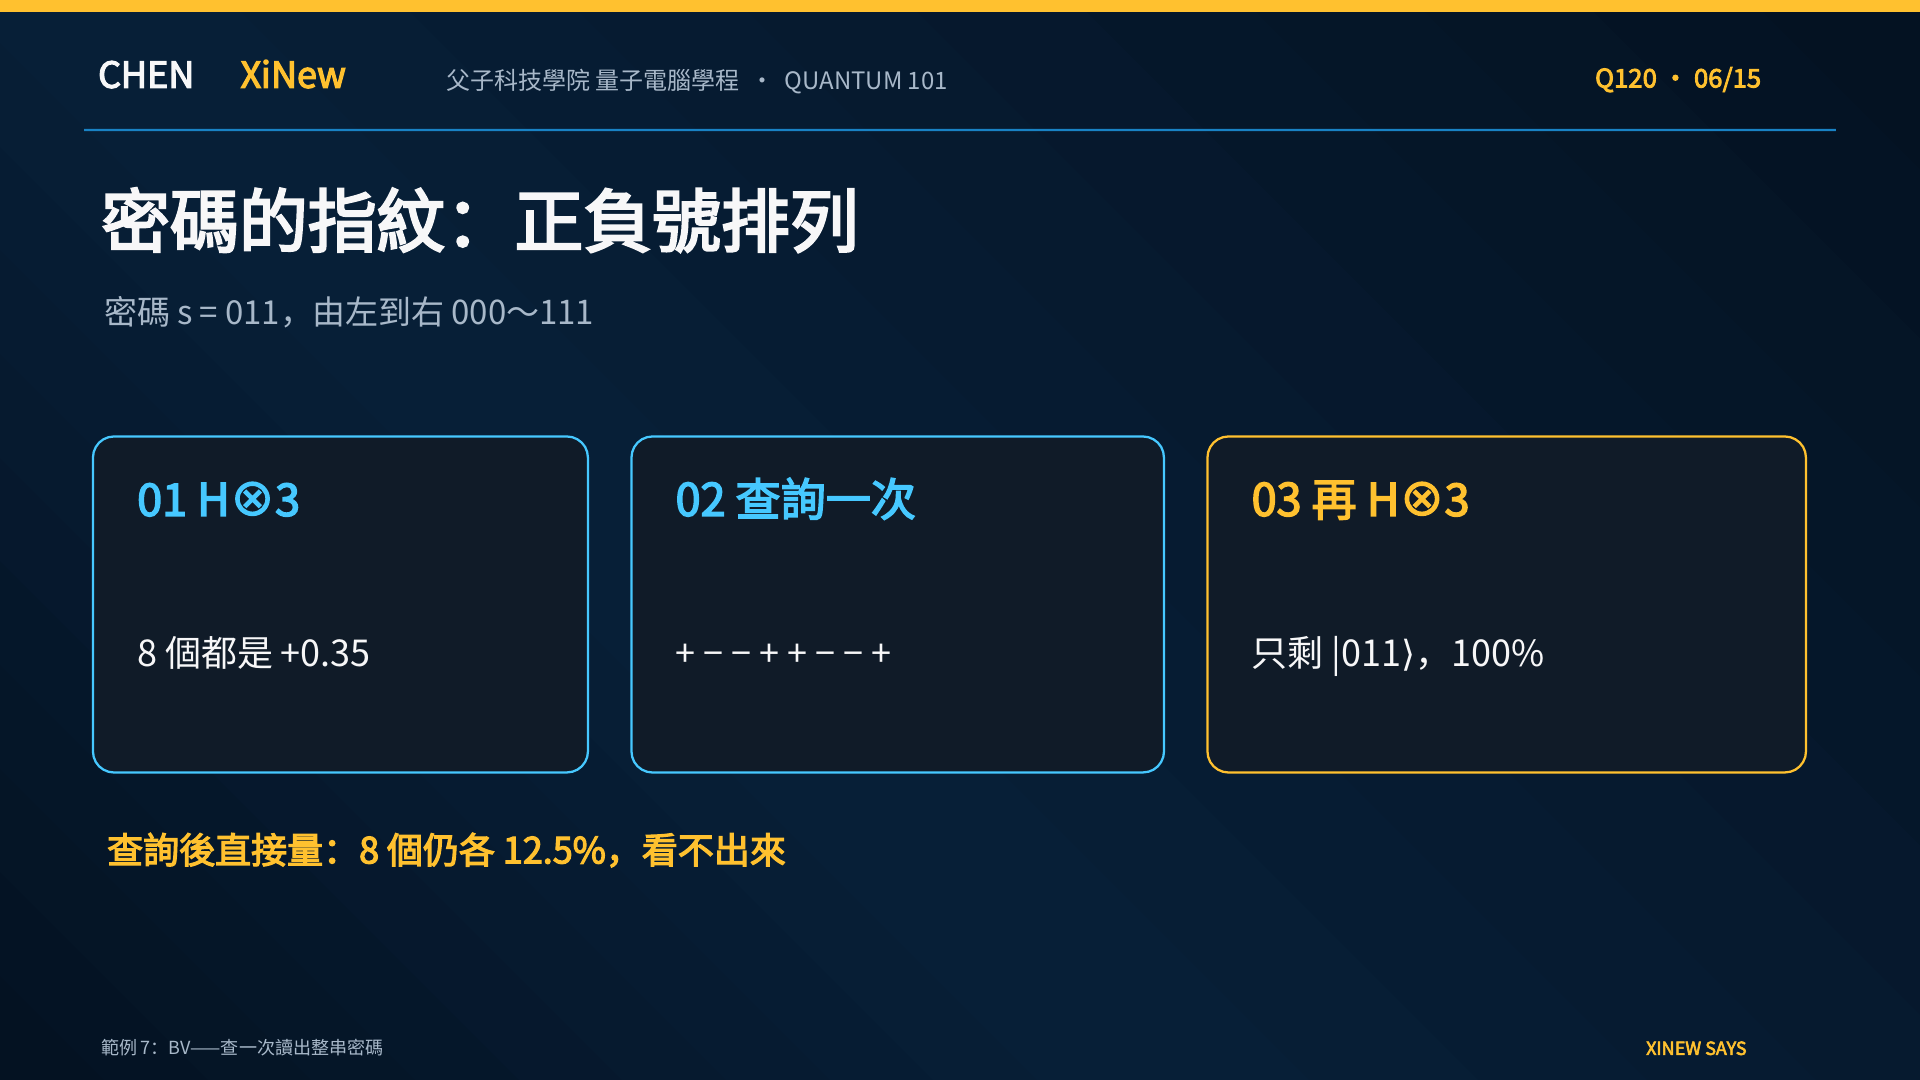 CHEN XiNew 父子科技學院 量子電腦學程 · QUANTUM 101 Q120 · 06/15
密碼的指紋：正負號排列
密碼 s = 011，由左到右 000～111
01 H⊗3
8 個都是 +0.35
02 查詢一次
+ − − + + − − +
03 再 H⊗3
只剩 |011⟩，100%
查詢後直接量：8 個仍各 12.5%，看不出來
範例 7：BV——查一次讀出整串密碼
XINEW SAYS